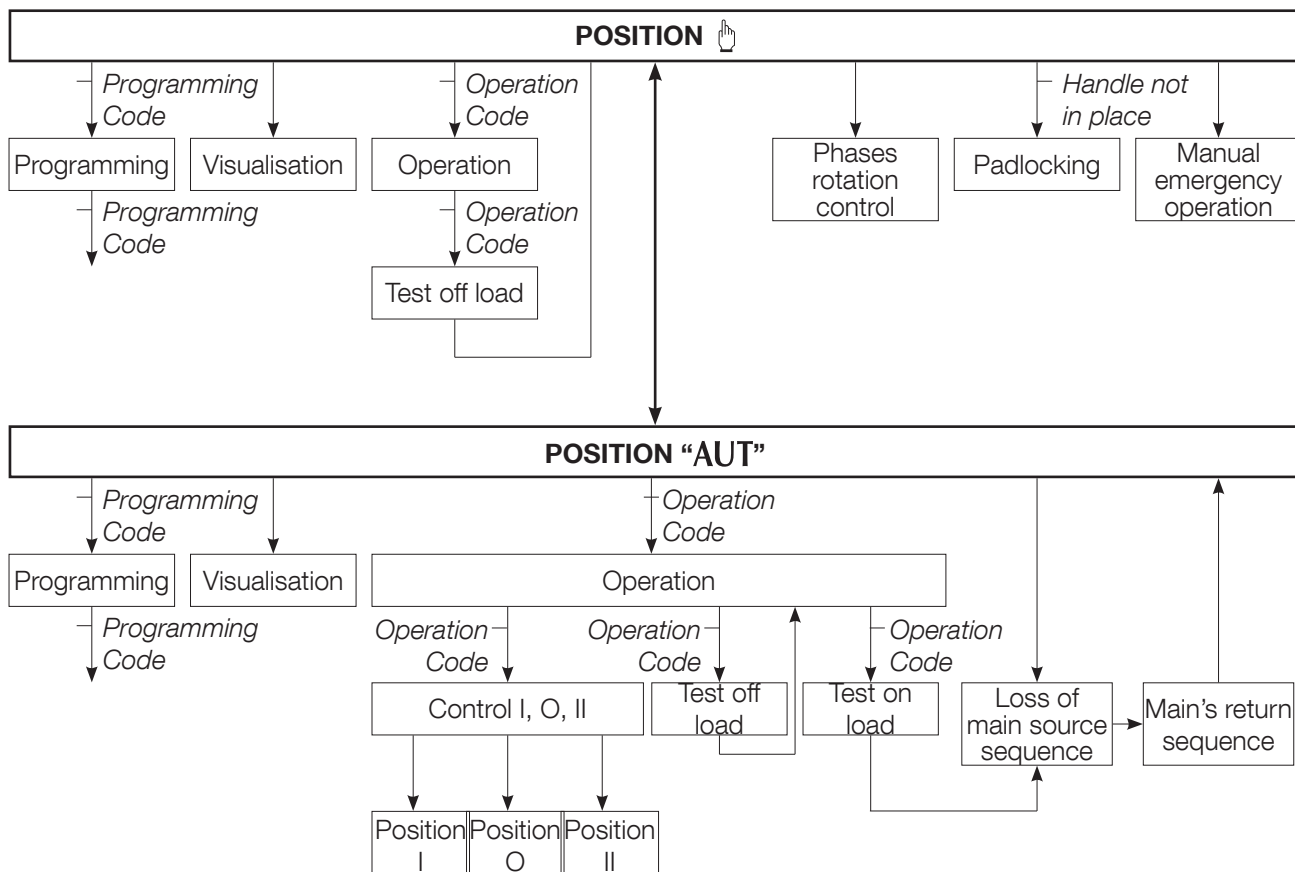 POSITION
Programming
Code
Operation
Code
Handle not
in place
Programming
Visualisation
Operation
Phases
rotation
control
Padlocking
Manual
emergency
operation
Programming
Code
Operation
Code
Test off load
POSITION “AUT”
Programming
Code
Operation
Code
Programming
Visualisation
Operation
Programming
Code
Operation
Code
Operation
Code
Operation
Code
Control I, O, II
Test off
load
Test on
load
Loss of
main source
sequence
Main’s return
sequence
Position
I
Position
O
Position
II